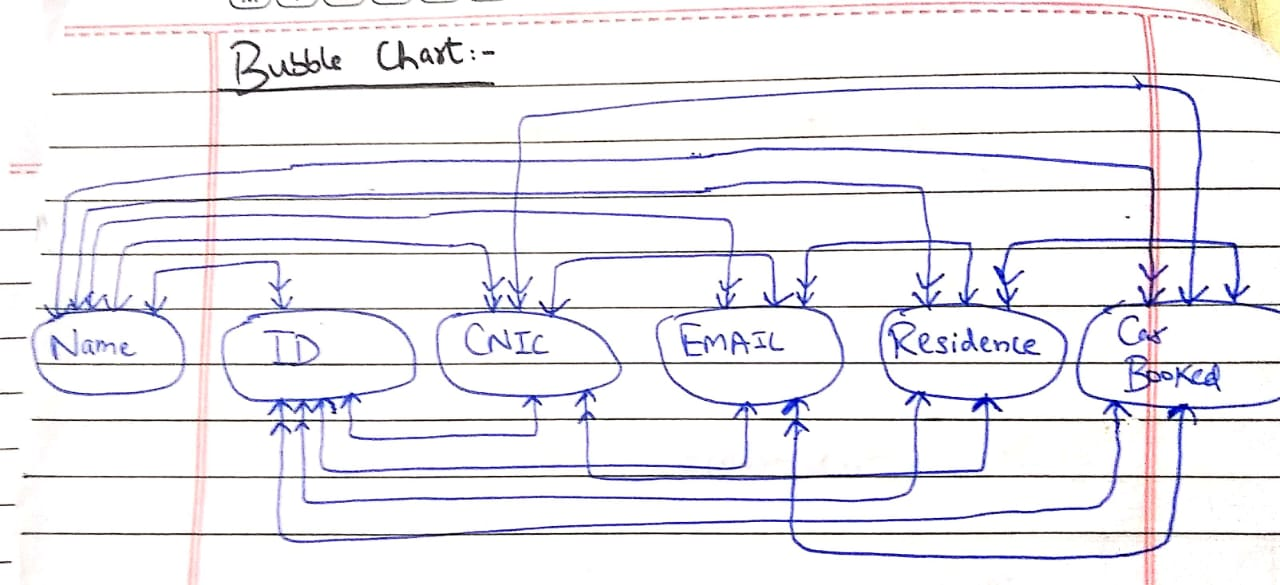 Bubble Chart:-
Name
ID
CNIC
EMAIL
Residence
Car
Booked